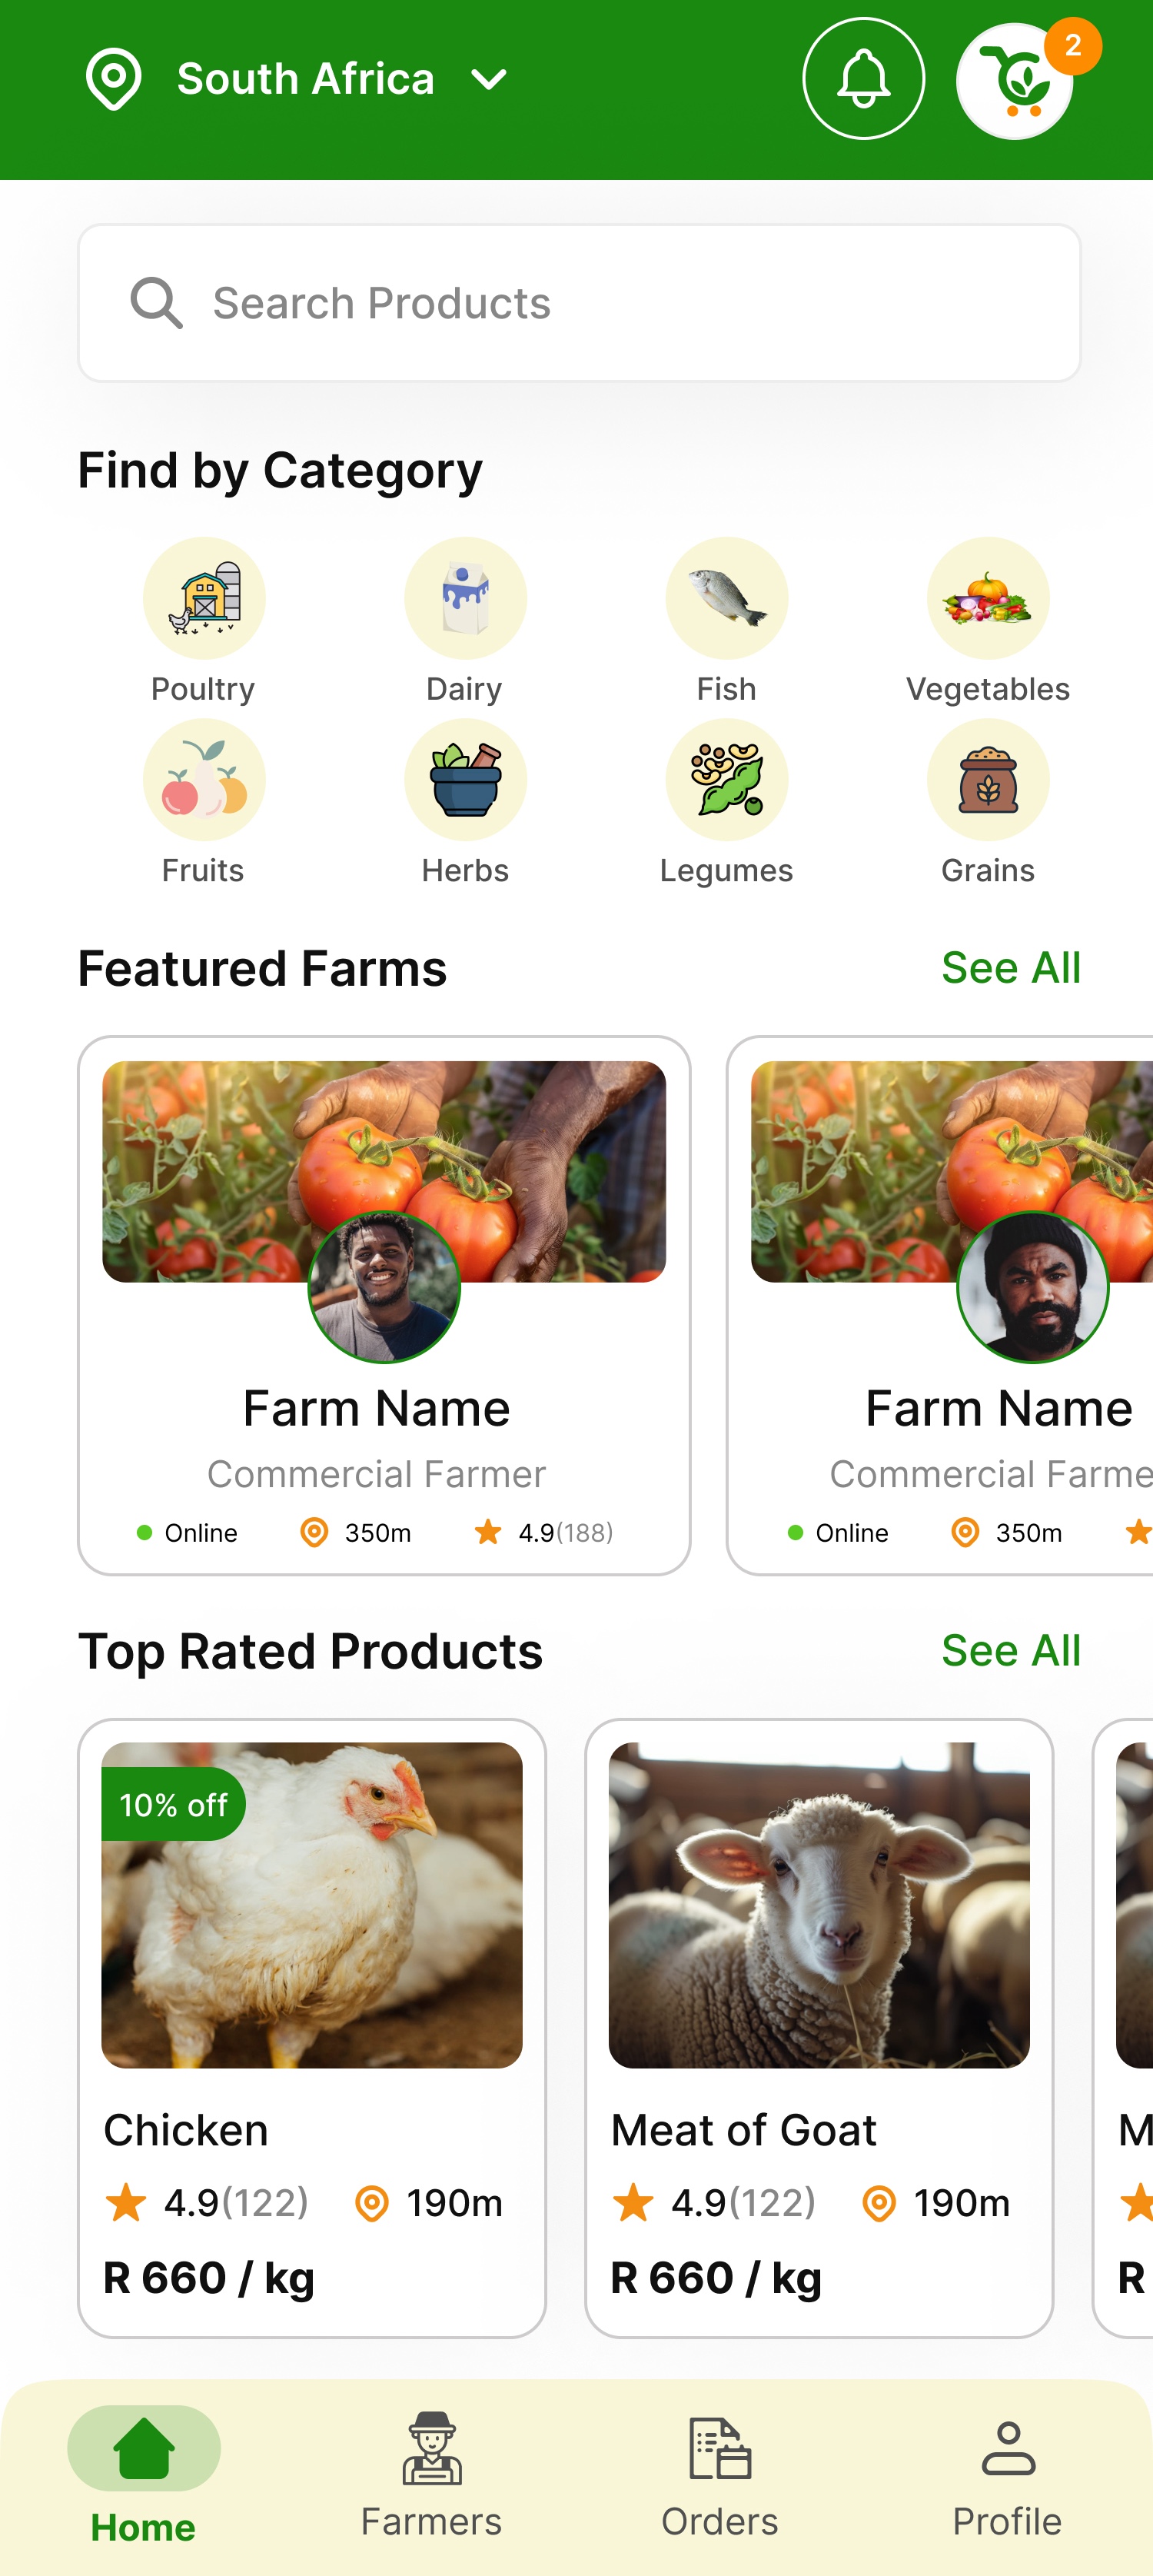 South Africa
2
Search Products
Find by Category
Poultry Dairy Fish Vegetables
Fruits Herbs Legumes Grains
Featured Farms See All
Farm Name Farm Name
Commercial Farmer Commercial Farme
Online 350m 4.9(188) Online 350m
Top Rated Products See All
10% off
Chicken Meat of Goat M
4.9(122) 190m 4.9(122) 190m
R 660 / kg R 660 / kg R
Home Farmers Orders Profile